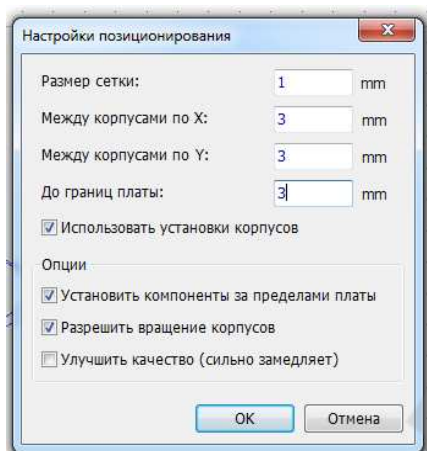 Настройки позиционирования
Размер сетки: 1 mm
Между корпусами по X: 3 mm
Между корпусами по Y: 3 mm
До границ платы: 3 mm
Использовать установки корпусов
Опции
Установить компоненты за пределами платы
Разрешить вращение корпусов
Улучшить качество (сильно замедляет)
OK Отмена